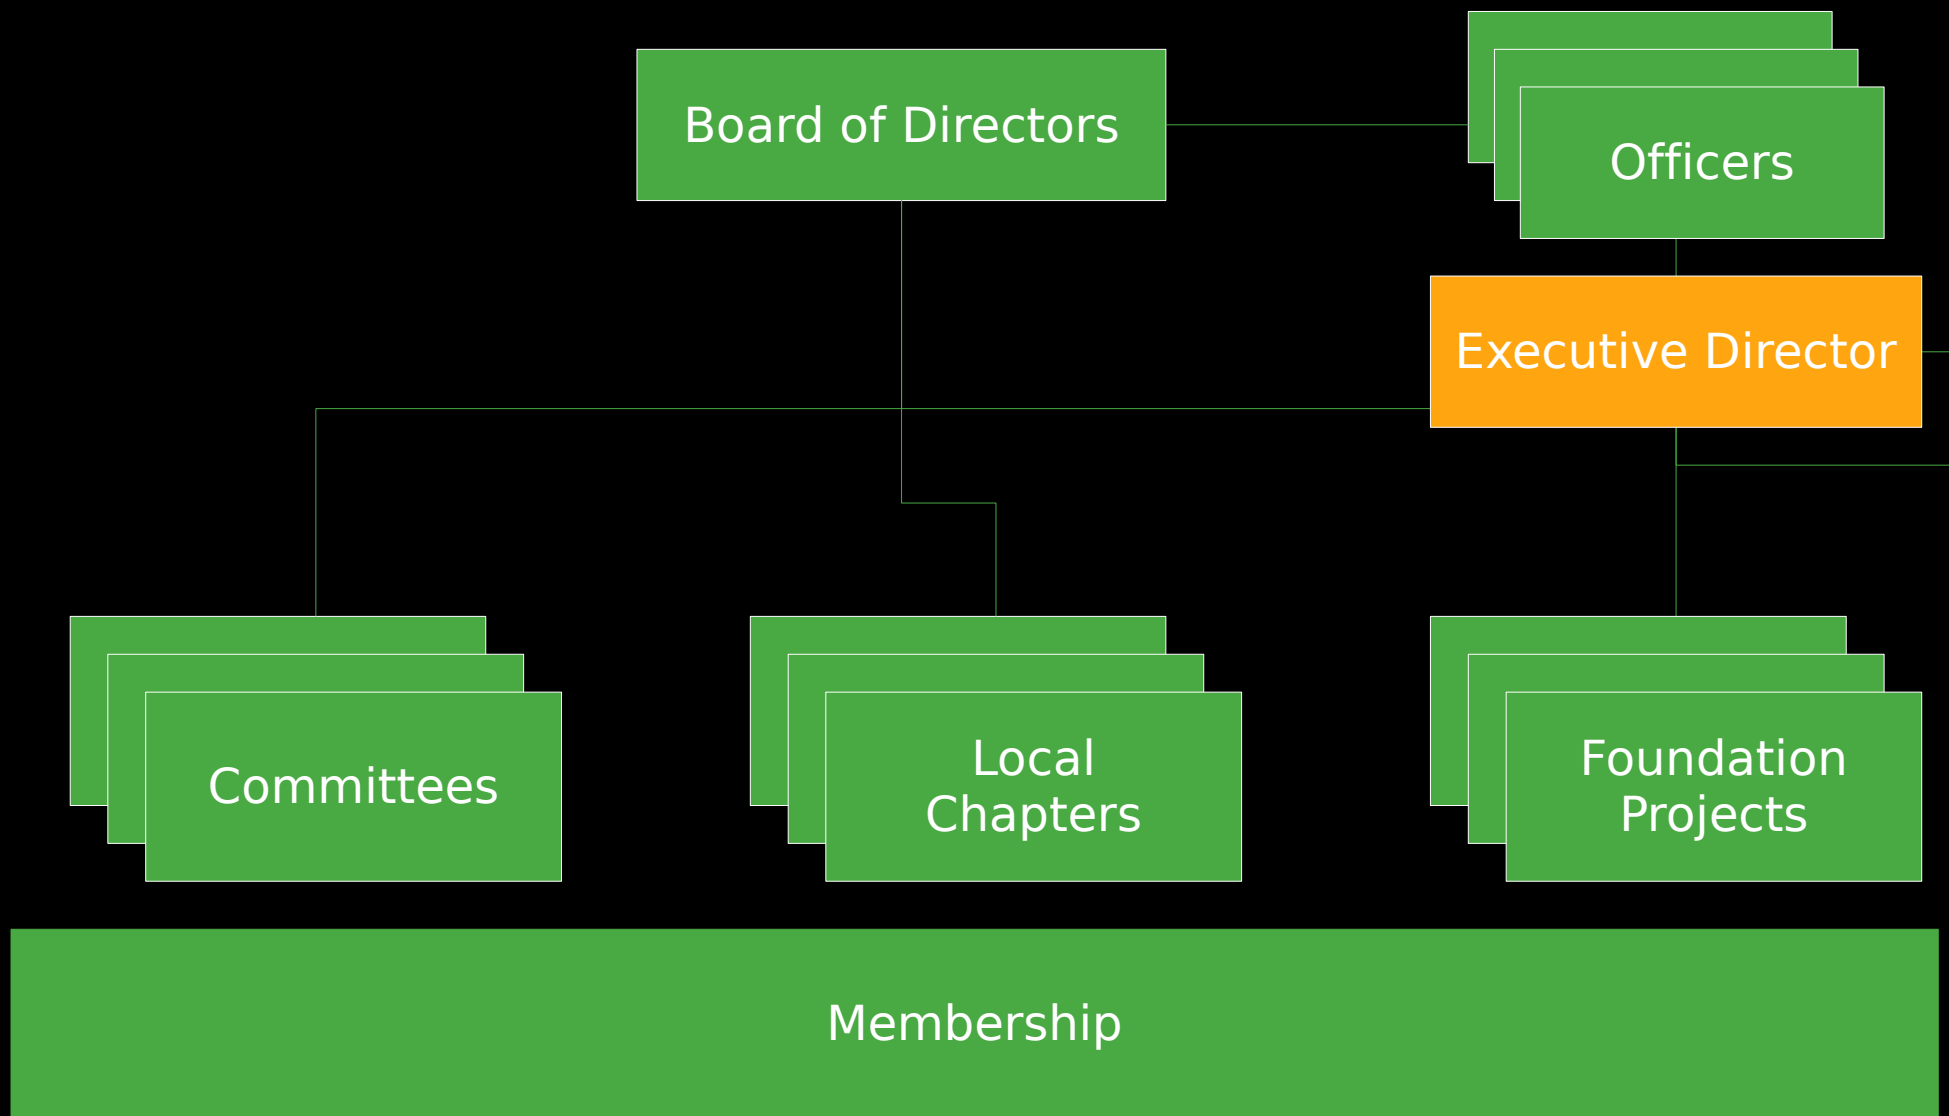 Board of Directors
Officers
Executive Director
Committees
Local
Chapters
Foundation
Projects
Membership